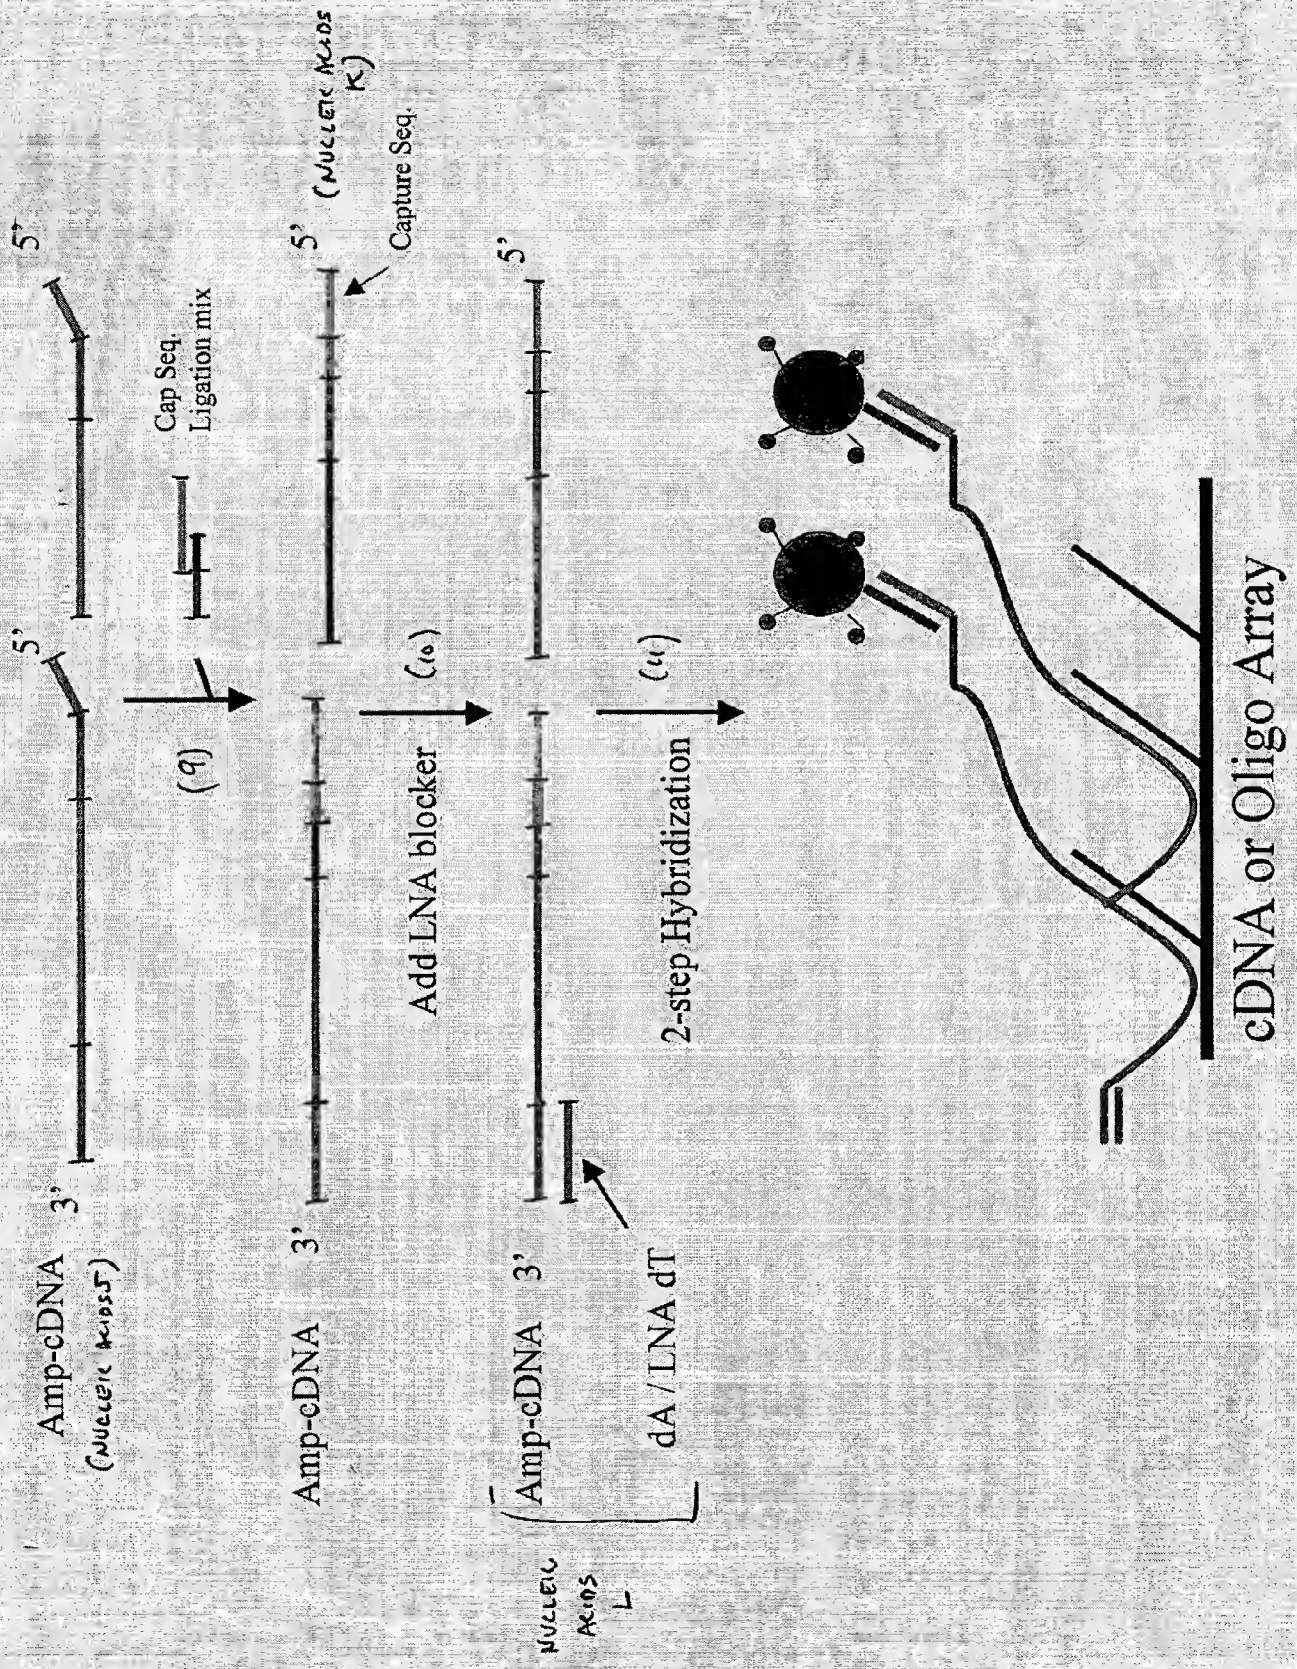 Amp-cDNA 3' 5' 5'
(NUCLEIC ACIDS J)
(9)
Cap Seq.
Ligation mix
Amp-cDNA 3' 5' (NUCLEIC ACIDS
K)
Capture Seq.
Add LNA blocker (10)
Amp-cDNA 3' 5'
dA / LNA dT
NUCLEIC
ACIDS
L
2-step Hybridization (11)
cDNA or Oligo Array